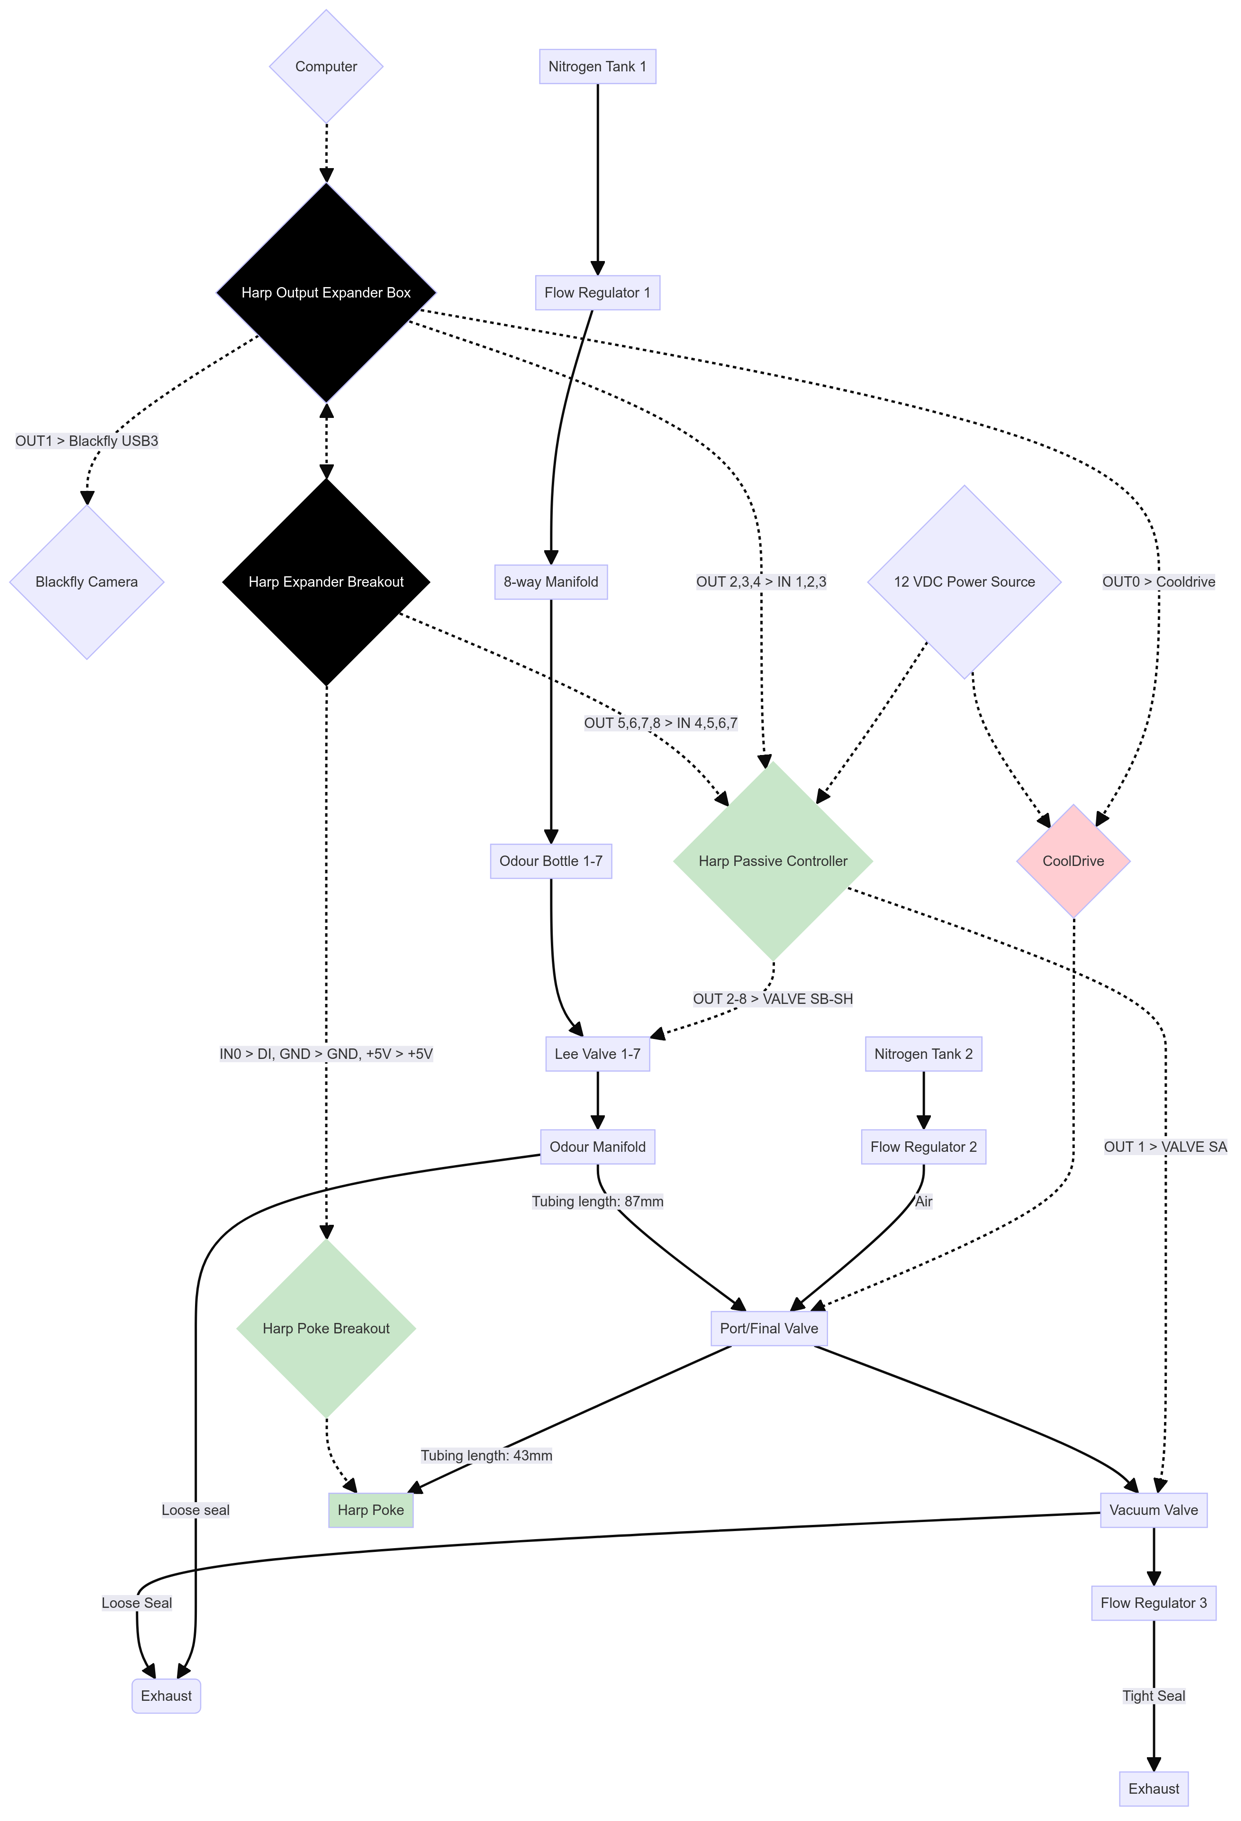 Computer
Nitrogen Tank 1
Harp Output Expander Box
Flow Regulator 1
OUT1 > Blackfly USB3
Blackfly Camera
Harp Expander Breakout
8-way Manifold
OUT 2,3,4 > IN 1,2,3
12 VDC Power Source
OUT0 > Cooldrive
OUT 5,6,7,8 > IN 4,5,6,7
Odour Bottle 1-7
Harp Passive Controller
CoolDrive
OUT 2-8 > VALVE SB-SH
IN0 > DI, GND > GND, +5V > +5V
Lee Valve 1-7
Nitrogen Tank 2
Odour Manifold
Flow Regulator 2
OUT 1 > VALVE SA
Tubing length: 87mm
Air
Harp Poke Breakout
Port/Final Valve
Tubing length: 43mm
Loose seal
Harp Poke
Vacuum Valve
Loose Seal
Flow Regulator 3
Exhaust
Tight Seal
Exhaust